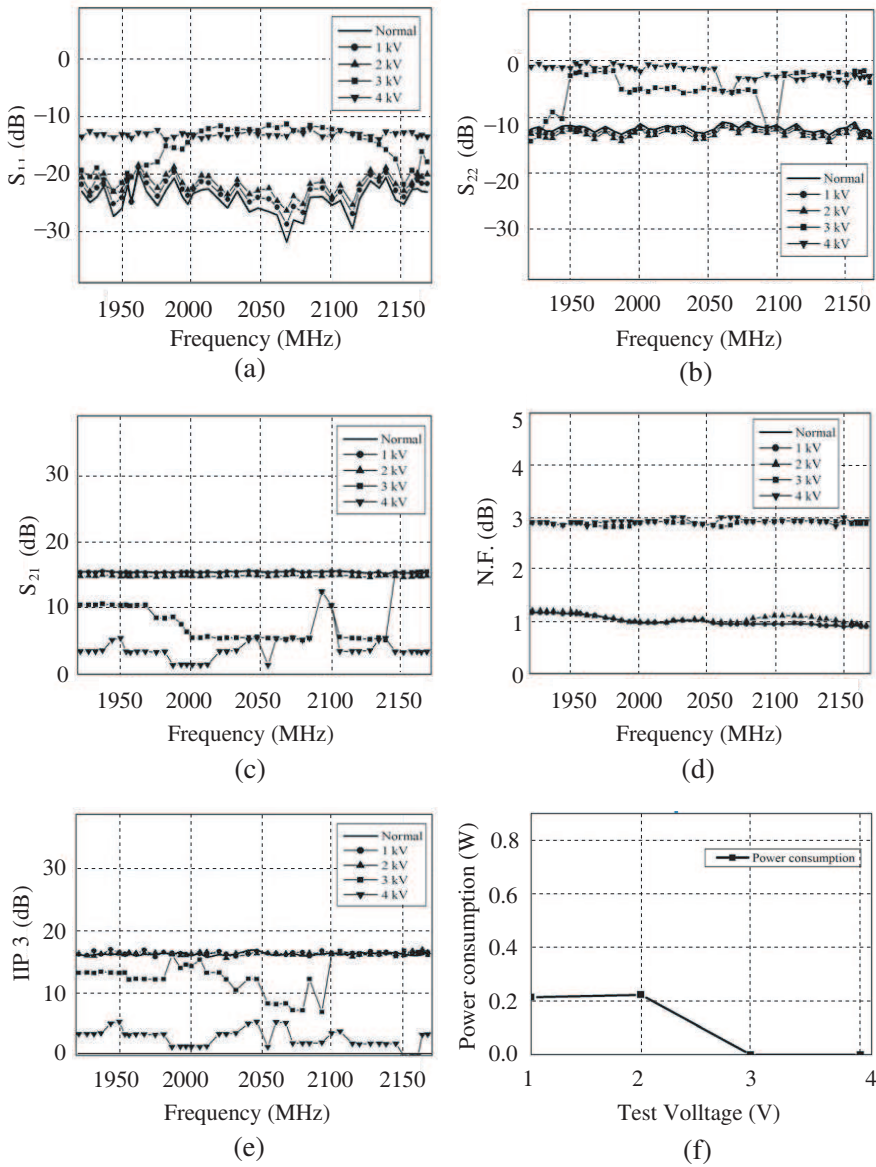 Normal
1 kV
2 kV
3 kV
4 kV
0
−10
−20
−30
S11 (dB)
1950 2000 2050 2100 2150
Frequency (MHz)
(a)
0
−10
−20
−30
S22 (dB)
Normal
1 kV
2 kV
3 kV
4 kV
1950 2000 2050 2100 2150
Frequency (MHz)
(b)
Normal
1 kV
2 kV
3 kV
4 kV
30
20
10
0
S21 (dB)
1950 2000 2050 2100 2150
Frequency (MHz)
(c)
Normal
1 kV
2 kV
3 kV
4 kV
5
4
3
2
1
0
N.F. (dB)
1950 2000 2050 2100 2150
Frequency (MHz)
(d)
Normal
1 kV
2 kV
3 kV
4 kV
30
20
10
0
IIP 3 (dB)
1950 2000 2050 2100 2150
Frequency (MHz)
(e)
Power consumption
0.8
0.6
0.4
0.2
0.0
Power consumption (W)
1 2 3 4
Test Volltage (V)
(f)